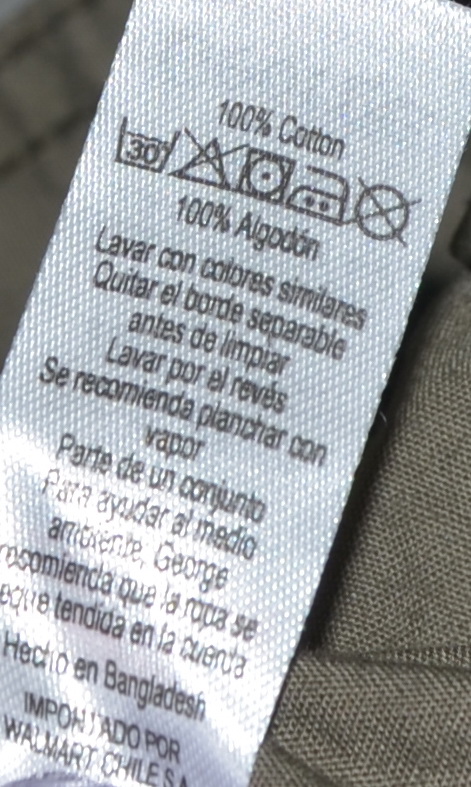 100% Cotton
30°
100% Algodón
Lavar con colores similares
Quitar el borde separable
antes de limpiar
Lavar por el revés
Se recomienda planchar con
vapor
Parte de un conjunto
Para ayudar al medio
ambiente, George
recomienda que la ropa se
seque tendida en la cuerda
Hecho en Bangladesh
IMPORTADO POR
WALMART CHILE S.A